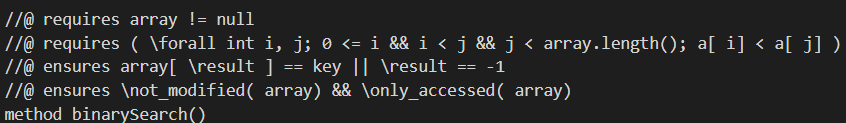 //@ requires array != null
//@ requires ( \forall int i, j; 0 <= i && i < j && j < array.length(); a[ i] < a[ j] )
//@ ensures array[ \result ] == key || \result == -1
//@ ensures \not_modified( array) && \only_accessed( array)
method binarySearch()